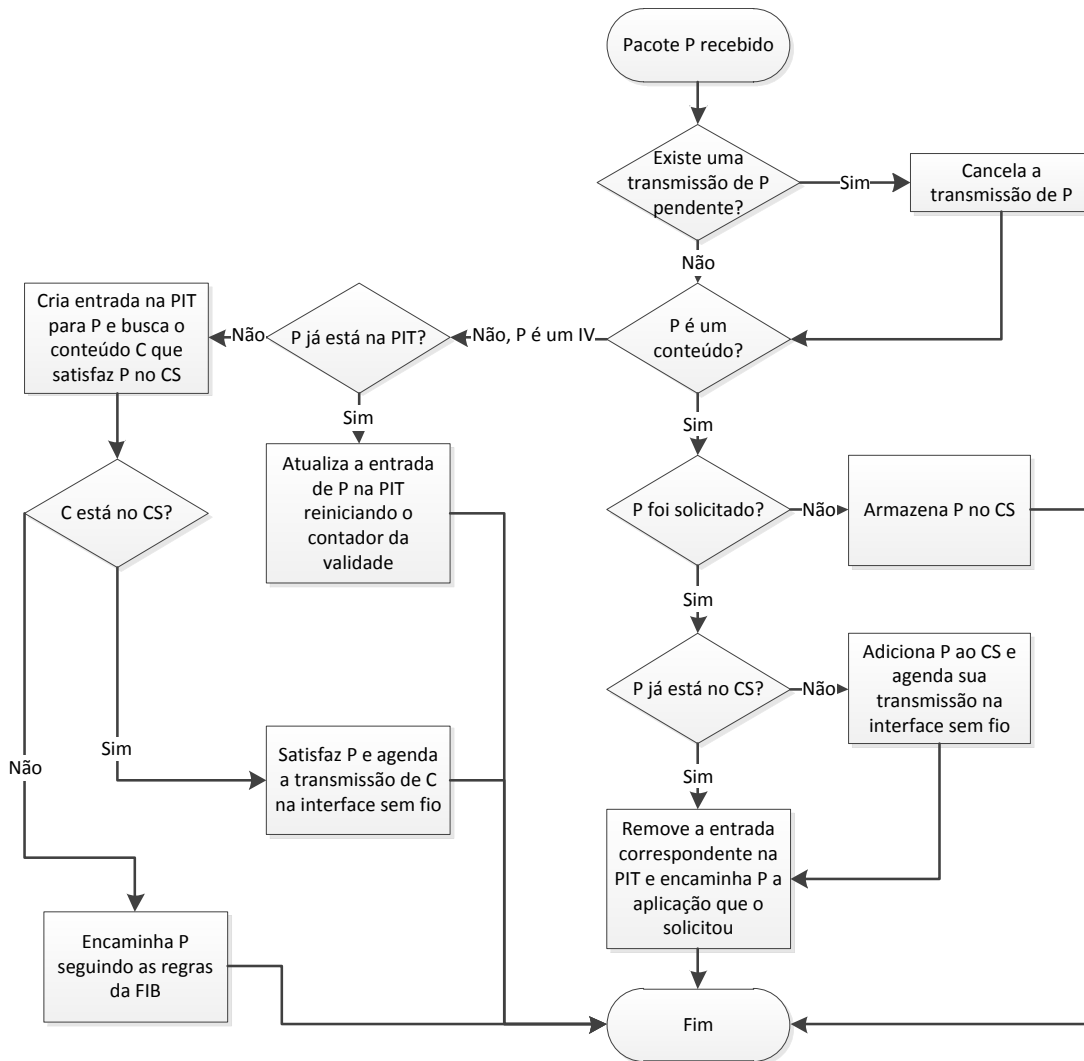 Pacote P recebido
Existe uma
transmissão de P
pendente?
Sim
Cancela a
transmissão de P
Não
Cria entrada na PIT
para P e busca o
conteúdo C que
satisfaz P no CS
Não
P já está na PIT?
Não, P é um IV
P é um
conteúdo?
Sim
Sim
Atualiza a entrada
de P na PIT
reiniciando o
contador da
validade
C está no CS?
P foi solicitado?
Não
Armazena P no CS
Sim
P já está no CS?
Não
Adiciona P ao CS e
agenda sua
transmissão na
interface sem fio
Sim
Não
Satisfaz P e agenda
a transmissão de C
na interface sem fio
Sim
Remove a entrada
correspondente na
PIT e encaminha P a
aplicação que o
solicitou
Encaminha P
seguindo as regras
da FIB
Fim